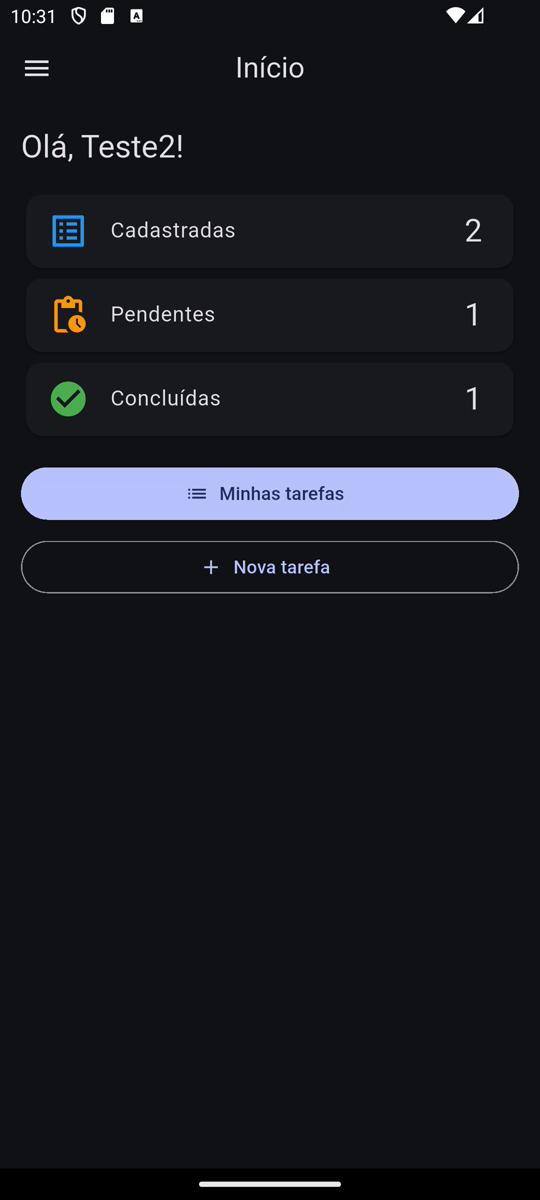 10:31
Início
Olá, Teste2!
Cadastradas 2
Pendentes 1
Concluídas 1
Minhas tarefas
Nova tarefa